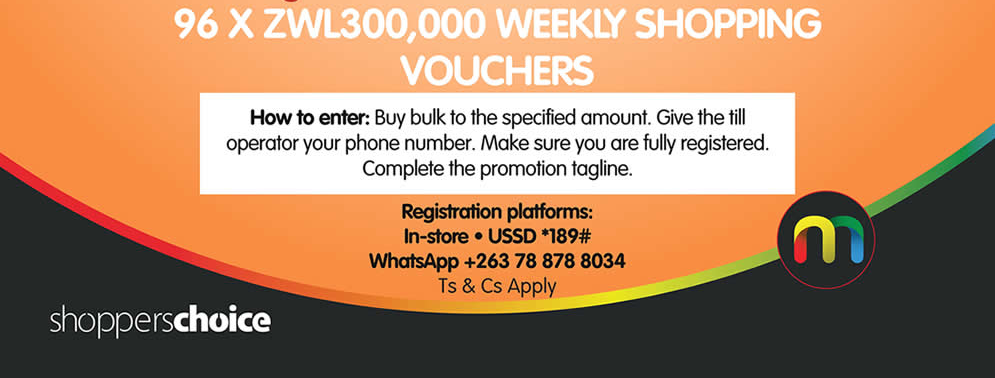 96 X ZWL300,000 WEEKLY SHOPPING
VOUCHERS
How to enter: Buy bulk to the specified amount. Give the till
operator your phone number. Make sure you are fully registered.
Complete the promotion tagline.
Registration platforms:
In-store • USSD *189#
WhatsApp +263 78 878 8034
Ts & Cs Apply
m
shopperschoice